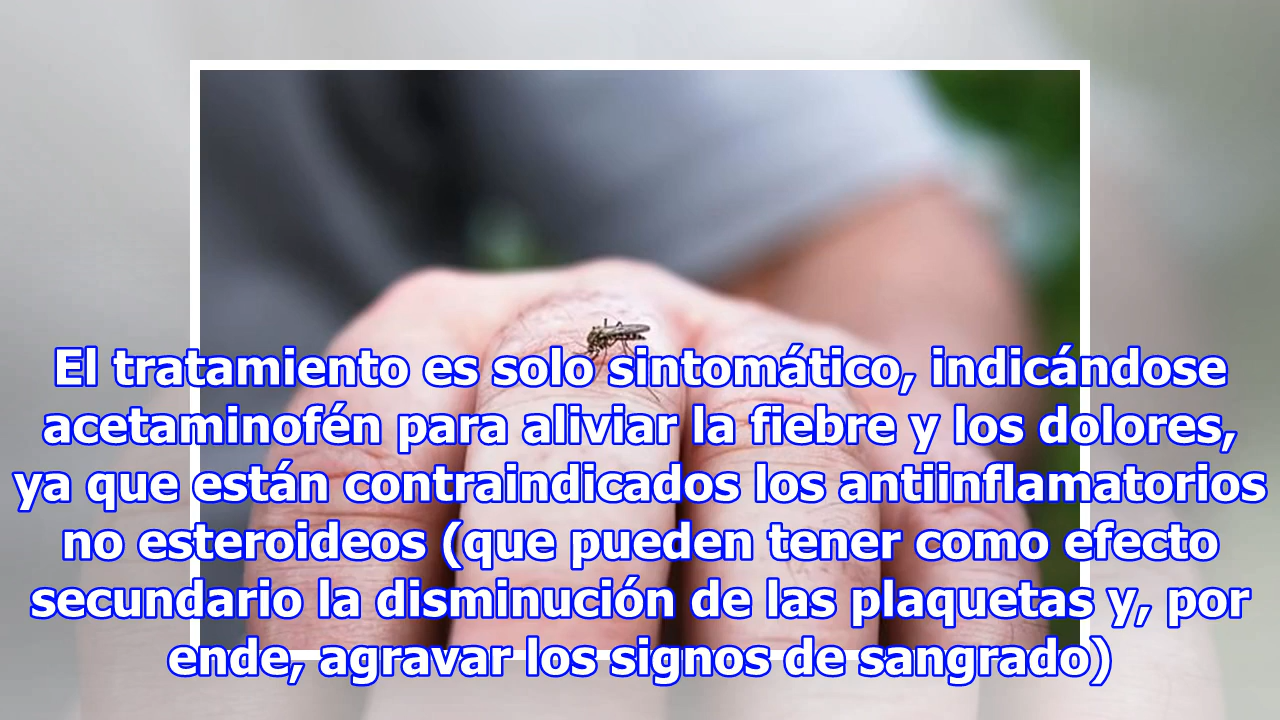 El tratamiento es solo sintomático, indicándose
acetaminofén para aliviar la fiebre y los dolores,
ya que están contraindicados los antiinflamatorios
no esteroideos (que pueden tener como efecto
secundario la disminución de las plaquetas y, por
ende, agravar los signos de sangrado)